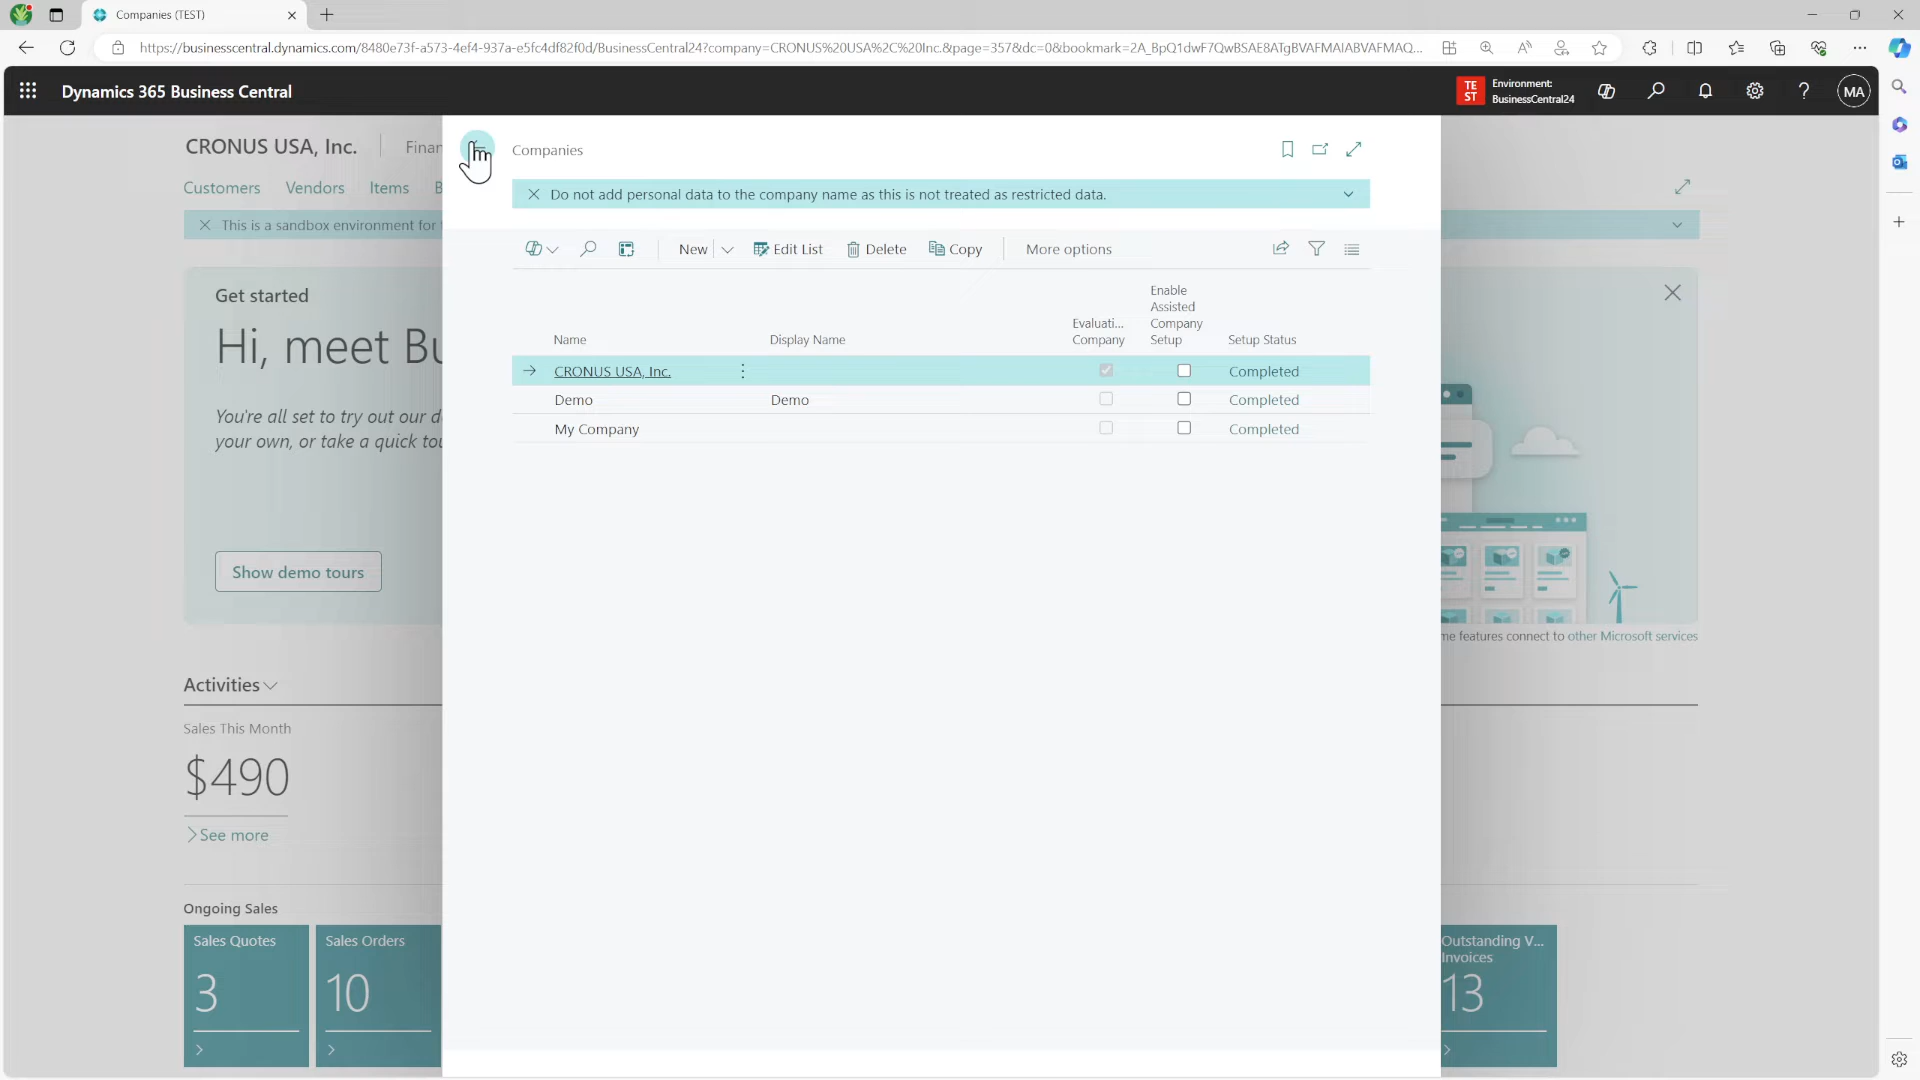 Companies (TEST)
https://businesscentral.dynamics.com/8480e73f-a573-4ef4-937a-e5fc4df82f0d/BusinessCentral24?company=CRONUS%20USA%2C%20Inc.&page=357&dc=0&bookmark=2A_BpQ1dwF7QwBSAE8ATgBVAFMAIABVAFMAQ...
Dynamics 365 Business Central
TE
ST
Environment:
BusinessCentral24
MA
CRONUS USA, Inc.
Finan
Companies
Customers
Vendors
Items
B
Do not add personal data to the company name as this is not treated as restricted data.
This is a sandbox environment for
New
Edit List
Delete
Copy
More options
Get started
Hi, meet Bu
You're all set to try out our d
your own, or take a quick tou
Show demo tours
Name
Display Name
Evaluati...
Company
Enable
Assisted
Company
Setup
Setup Status
CRONUS USA, Inc.
Completed
Demo
Demo
Completed
My Company
Completed
me features connect to other Microsoft services
Activities
Sales This Month
$490
See more
Ongoing Sales
Sales Quotes
3
Sales Orders
10
Outstanding V...
Invoices
13